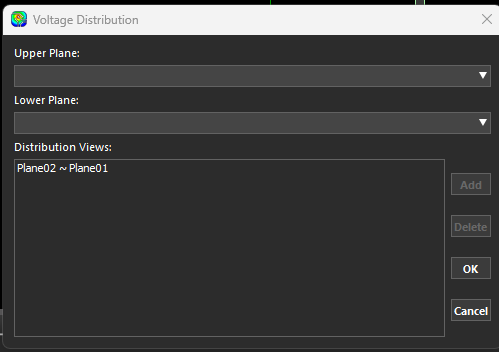 Voltage Distribution
Upper Plane:
Lower Plane:
Distribution Views:
Plane02 ~ Plane01
Add
Delete
OK
Cancel